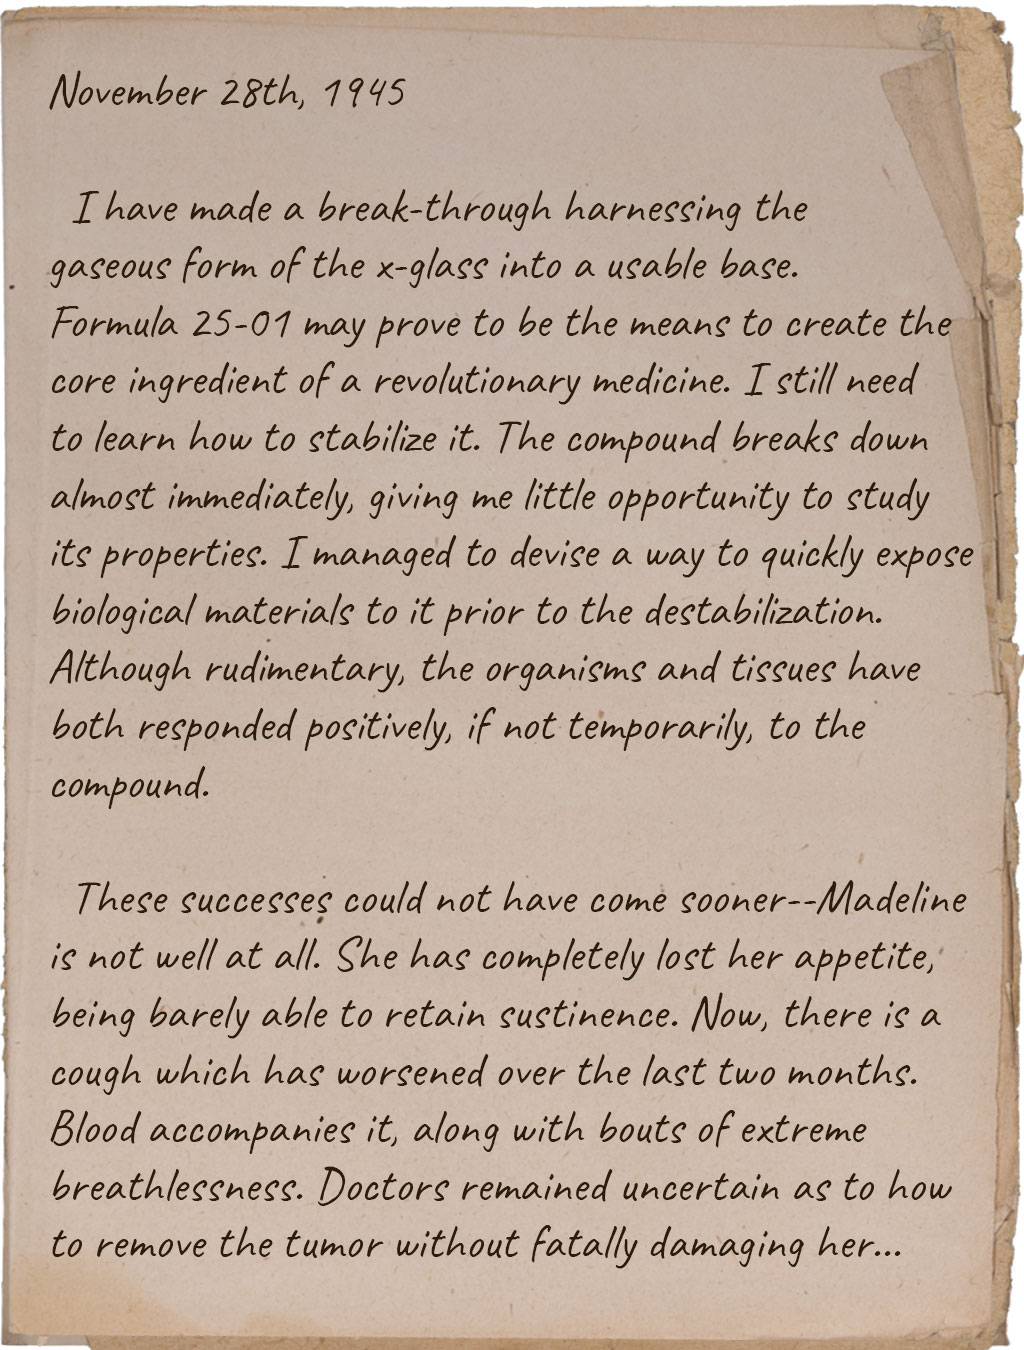 November 28th, 1945
I have made a break-through harnessing the
gaseous form of the x-glass into a usable base.
Formula 25-01 may prove to be the means to create the
core ingredient of a revolutionary medicine. I still need
to learn how to stabilize it. The compound breaks down
almost immediately, giving me little opportunity to study
its properties. I managed to devise a way to quickly expose
biological materials to it prior to the destabilization.
Although rudimentary, the organisms and tissues have
both responded positively, if not temporarily, to the
compound.
These successes could not have come sooner--Madeline
is not well at all. She has completely lost her appetite,
being barely able to retain sustinence. Now, there is a
cough which has worsened over the last two months.
Blood accompanies it, along with bouts of extreme
breathlessness. Doctors remained uncertain as to how
to remove the tumor without fatally damaging her...